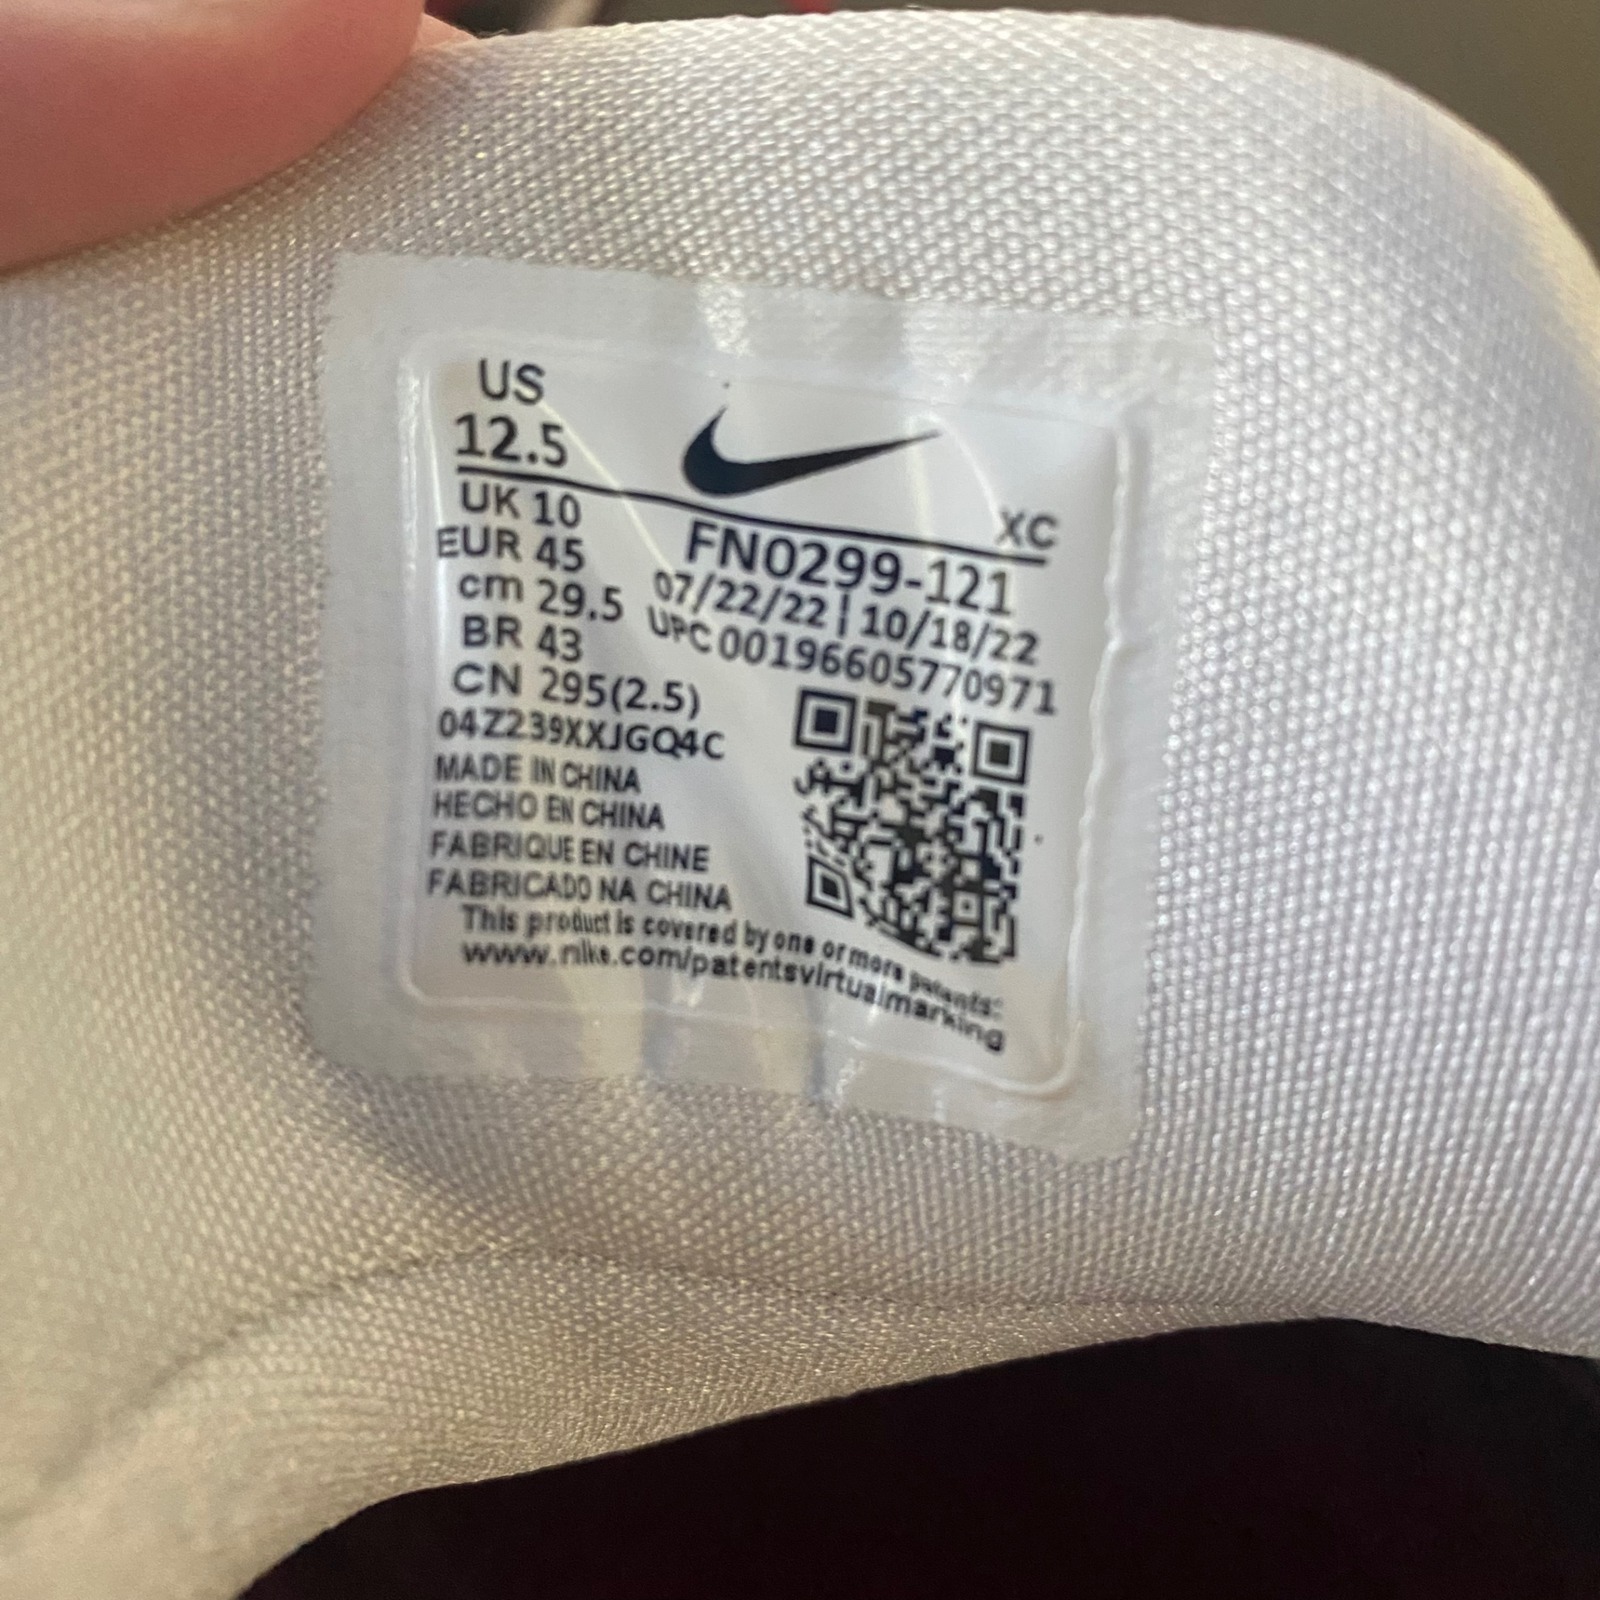 US
12.5
XC
UK 10
EUR 45
cm 29.5
BR 43
CN 295(2.5)
FN0299-121
07/22/22 | 10/18/22
UPC 00196605770971
04Z239XXJGQ4C
MADE IN CHINA
HECHO EN CHINA
FABRIQUE EN CHINE
FABRICADO NA CHINA
This product is covered by one or more patents:
www.nike.com/patentsvirtualmarking